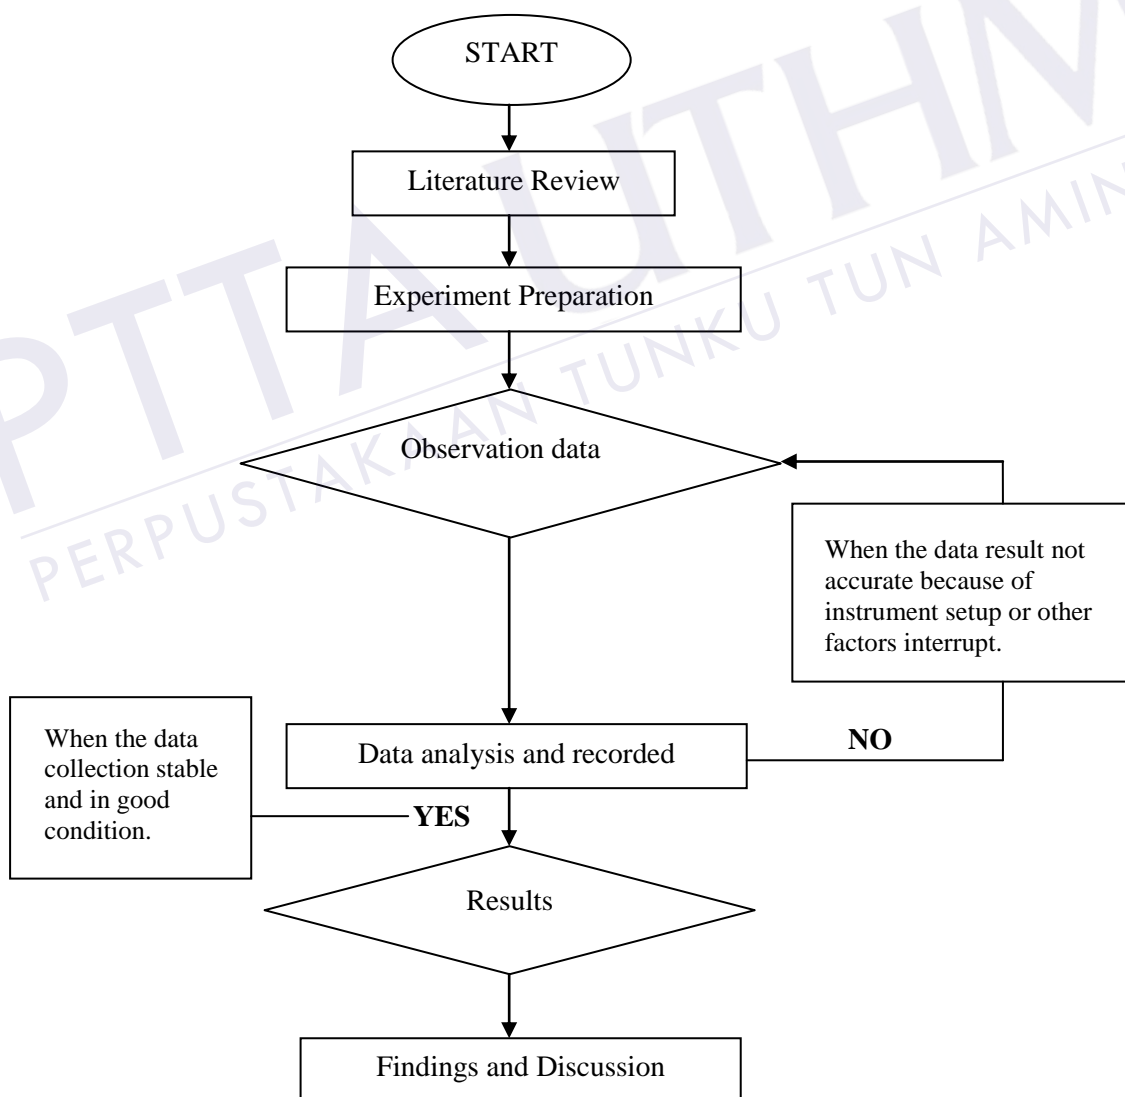 START
Literature Review
Experiment Preparation
Observation data
When the data result not
accurate because of
instrument setup or other
factors interrupt.
Data analysis and recorded
NO
When the data
collection stable
and in good
condition.
YES
Results
Findings and Discussion
PTTA UTHM
PERPUSTAKAAN TUNKU TUN AMIN